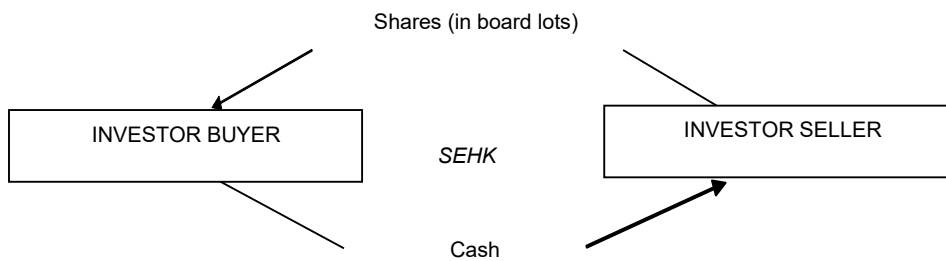 Shares (in board lots)
INVESTOR BUYER
INVESTOR SELLER
SEHK
Cash